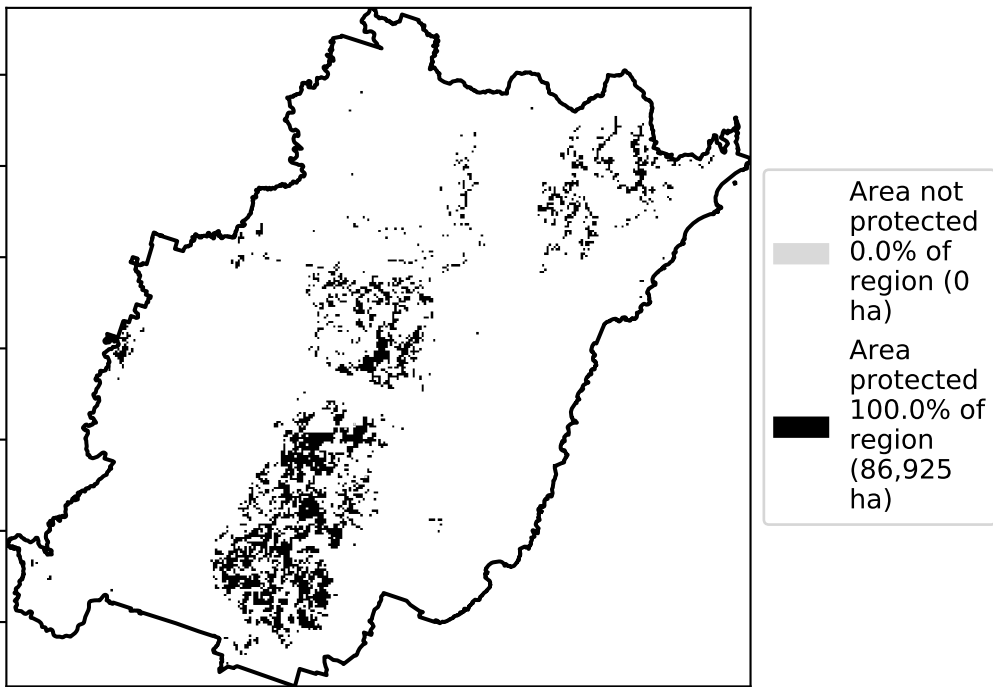 Area not
protected
0.0% of
region (0
ha)
Area
protected
100.0% of
region
(86,925
ha)